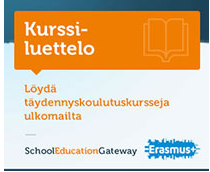 Kurssi-
luettelo
Löydä
täydennyskoulutuskursseja
ulkomailta
SchoolEducationGateway Erasmus+